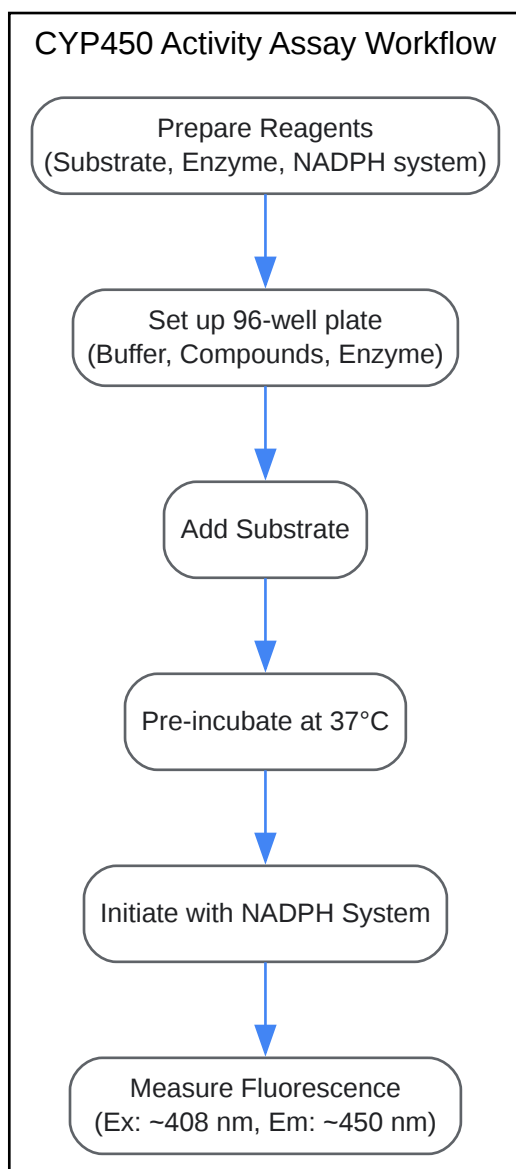 CYP450 Activity Assay Workflow
Prepare Reagents
(Substrate, Enzyme, NADPH system)
Set up 96-well plate
(Buffer, Compounds, Enzyme)
Add Substrate
Pre-incubate at 37°C
Initiate with NADPH System
Measure Fluorescence
(Ex: ~408 nm, Em: ~450 nm)